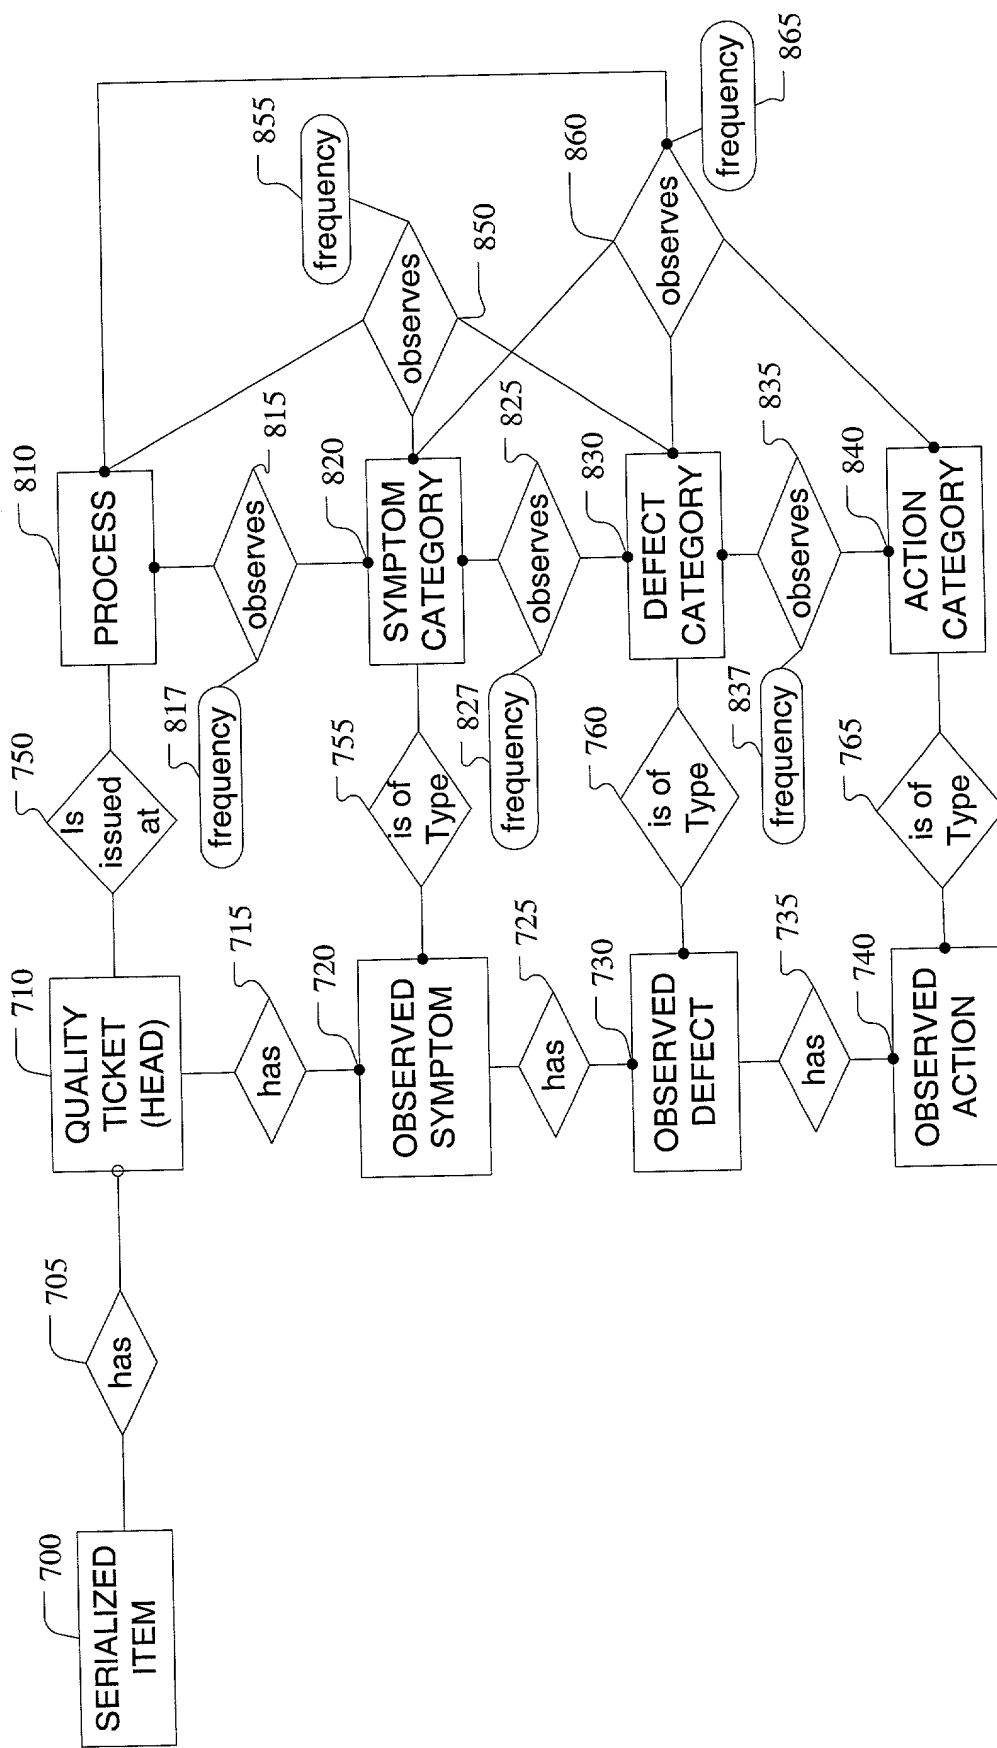 700
SERIALIZED
ITEM
705
has
710
QUALITY
TICKET
(HEAD)
750
Is
issued
at
810
PROCESS
715
has
817
frequency
815
observes
855
frequency
850
observes
720
OBSERVED
SYMPTOM
755
is of
Type
820
SYMPTOM
CATEGORY
725
has
827
frequency
825
observes
860
observes
865
frequency
730
OBSERVED
DEFECT
760
is of
Type
830
DEFECT
CATEGORY
735
has
837
frequency
835
observes
740
OBSERVED
ACTION
765
is of
Type
840
ACTION
CATEGORY